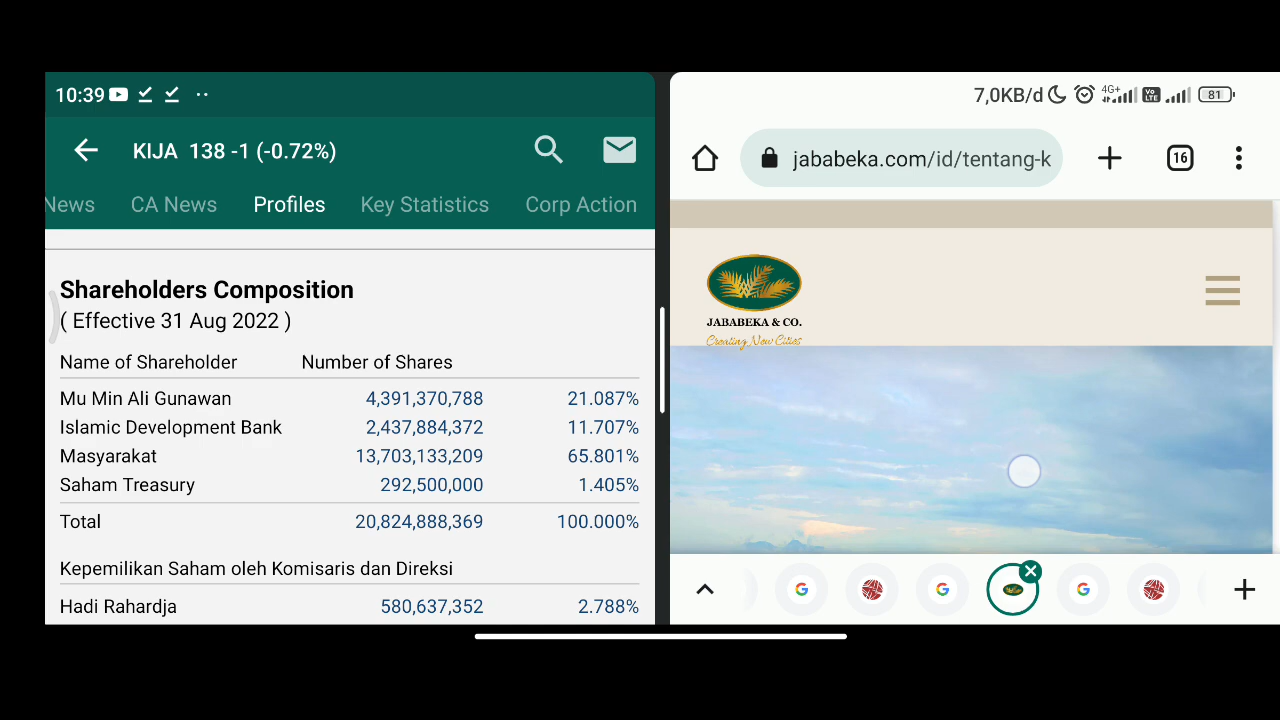 10:39
KIJA 138 -1 (-0.72%)
News CA News Profiles Key Statistics Corp Action
Shareholders Composition
( Effective 31 Aug 2022 )
Name of Shareholder Number of Shares
Mu Min Ali Gunawan 4,391,370,788 21.087%
Islamic Development Bank 2,437,884,372 11.707%
Masyarakat 13,703,133,209 65.801%
Saham Treasury 292,500,000 1.405%
Total 20,824,888,369 100.000%
Kepemilikan Saham oleh Komisaris dan Direksi
Hadi Rahardja 580,637,352 2.788%
7,0KB/d 4G+ Vo LTE 81
jababeka.com/id/tentang-k
16
JABABEKA & CO.
Creating New Cities